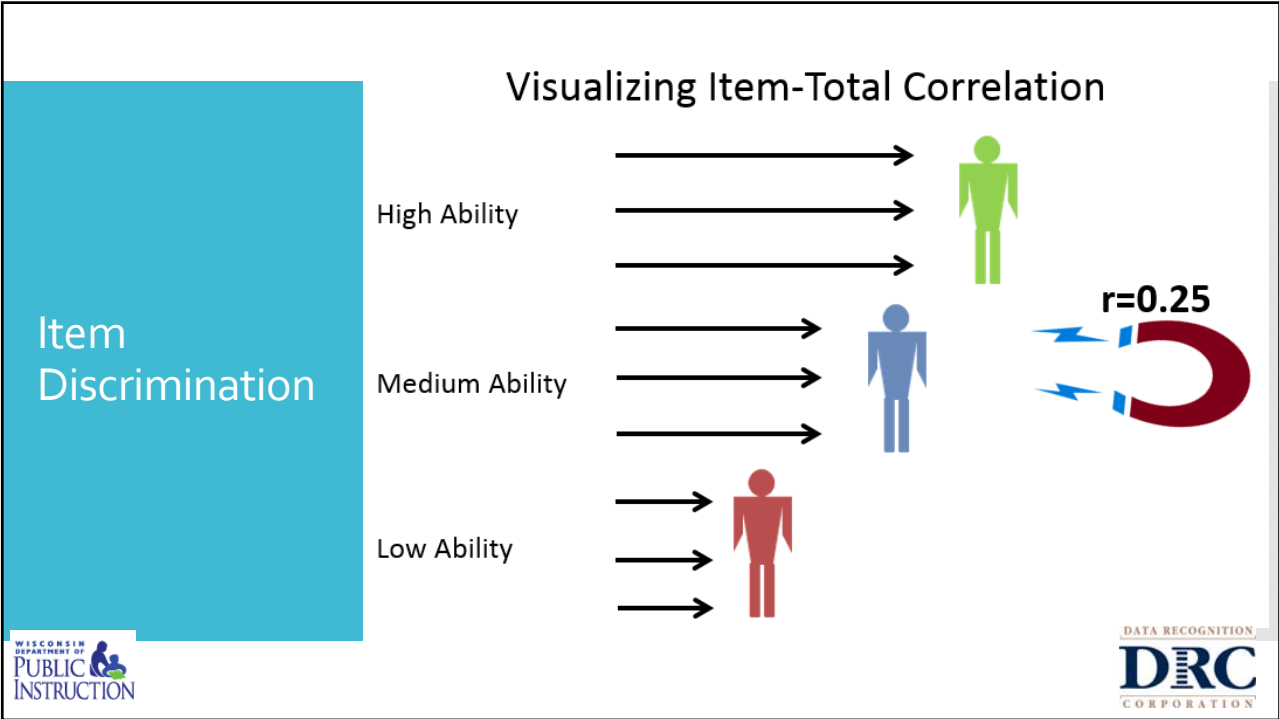 Visualizing Item-Total Correlation
Item
Discrimination
High Ability
r=0.25
Medium Ability
Low Ability
WISCONSIN
DEPARTMENT OF
PUBLIC
INSTRUCTION
DATA RECOGNITION
DRC
CORPORATION